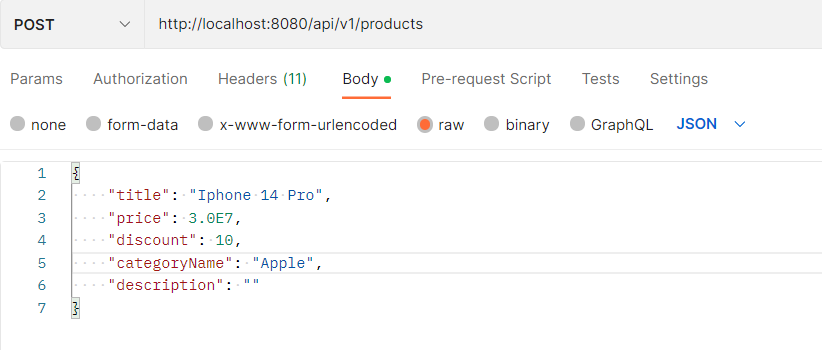 POST http://localhost:8080/api/v1/products
Params Authorization Headers (11) Body Pre-request Script Tests Settings
none form-data x-www-form-urlencoded raw binary GraphQL JSON
1 {
2 "title": "Iphone 14 Pro",
3 "price": 3.0E7,
4 "discount": 10,
5 "categoryName": "Apple",
6 "description": ""
7 }